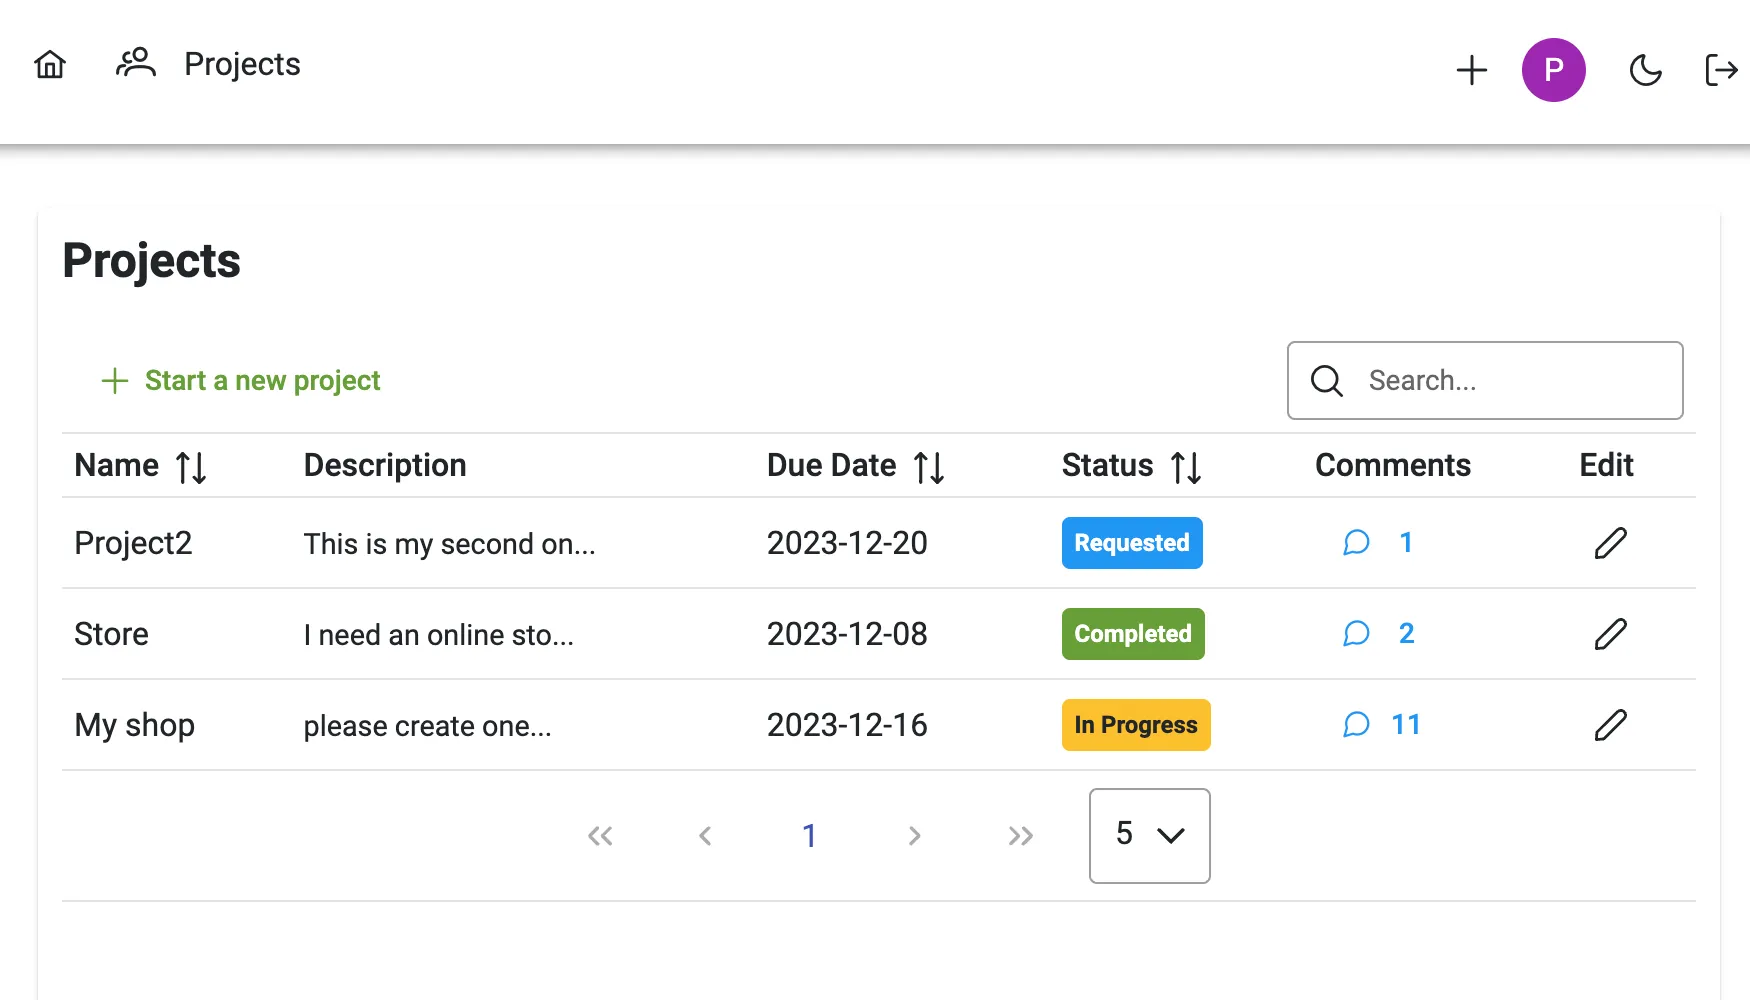 Projects
P
Projects
Start a new project
Search...
Name Description Due Date Status Comments Edit
Project2 This is my second on... 2023-12-20 Requested 1
Store I need an online sto... 2023-12-08 Completed 2
My shop please create one... 2023-12-16 In Progress 11
1 5